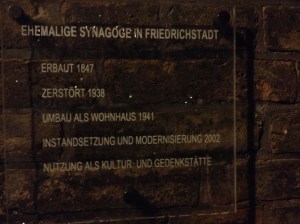 EHEMALIGE SYNAGOGE IN FRIEDRICHSTADT
ERBAUT 1847
ZERSTÖRT 1938
UMBAU ALS WOHNHAUS 1941
INSTANDSETZUNG UND MODERNISIERUNG 2002
NUTZUNG ALS KULTUR- UND GEDENKSTÄTTE